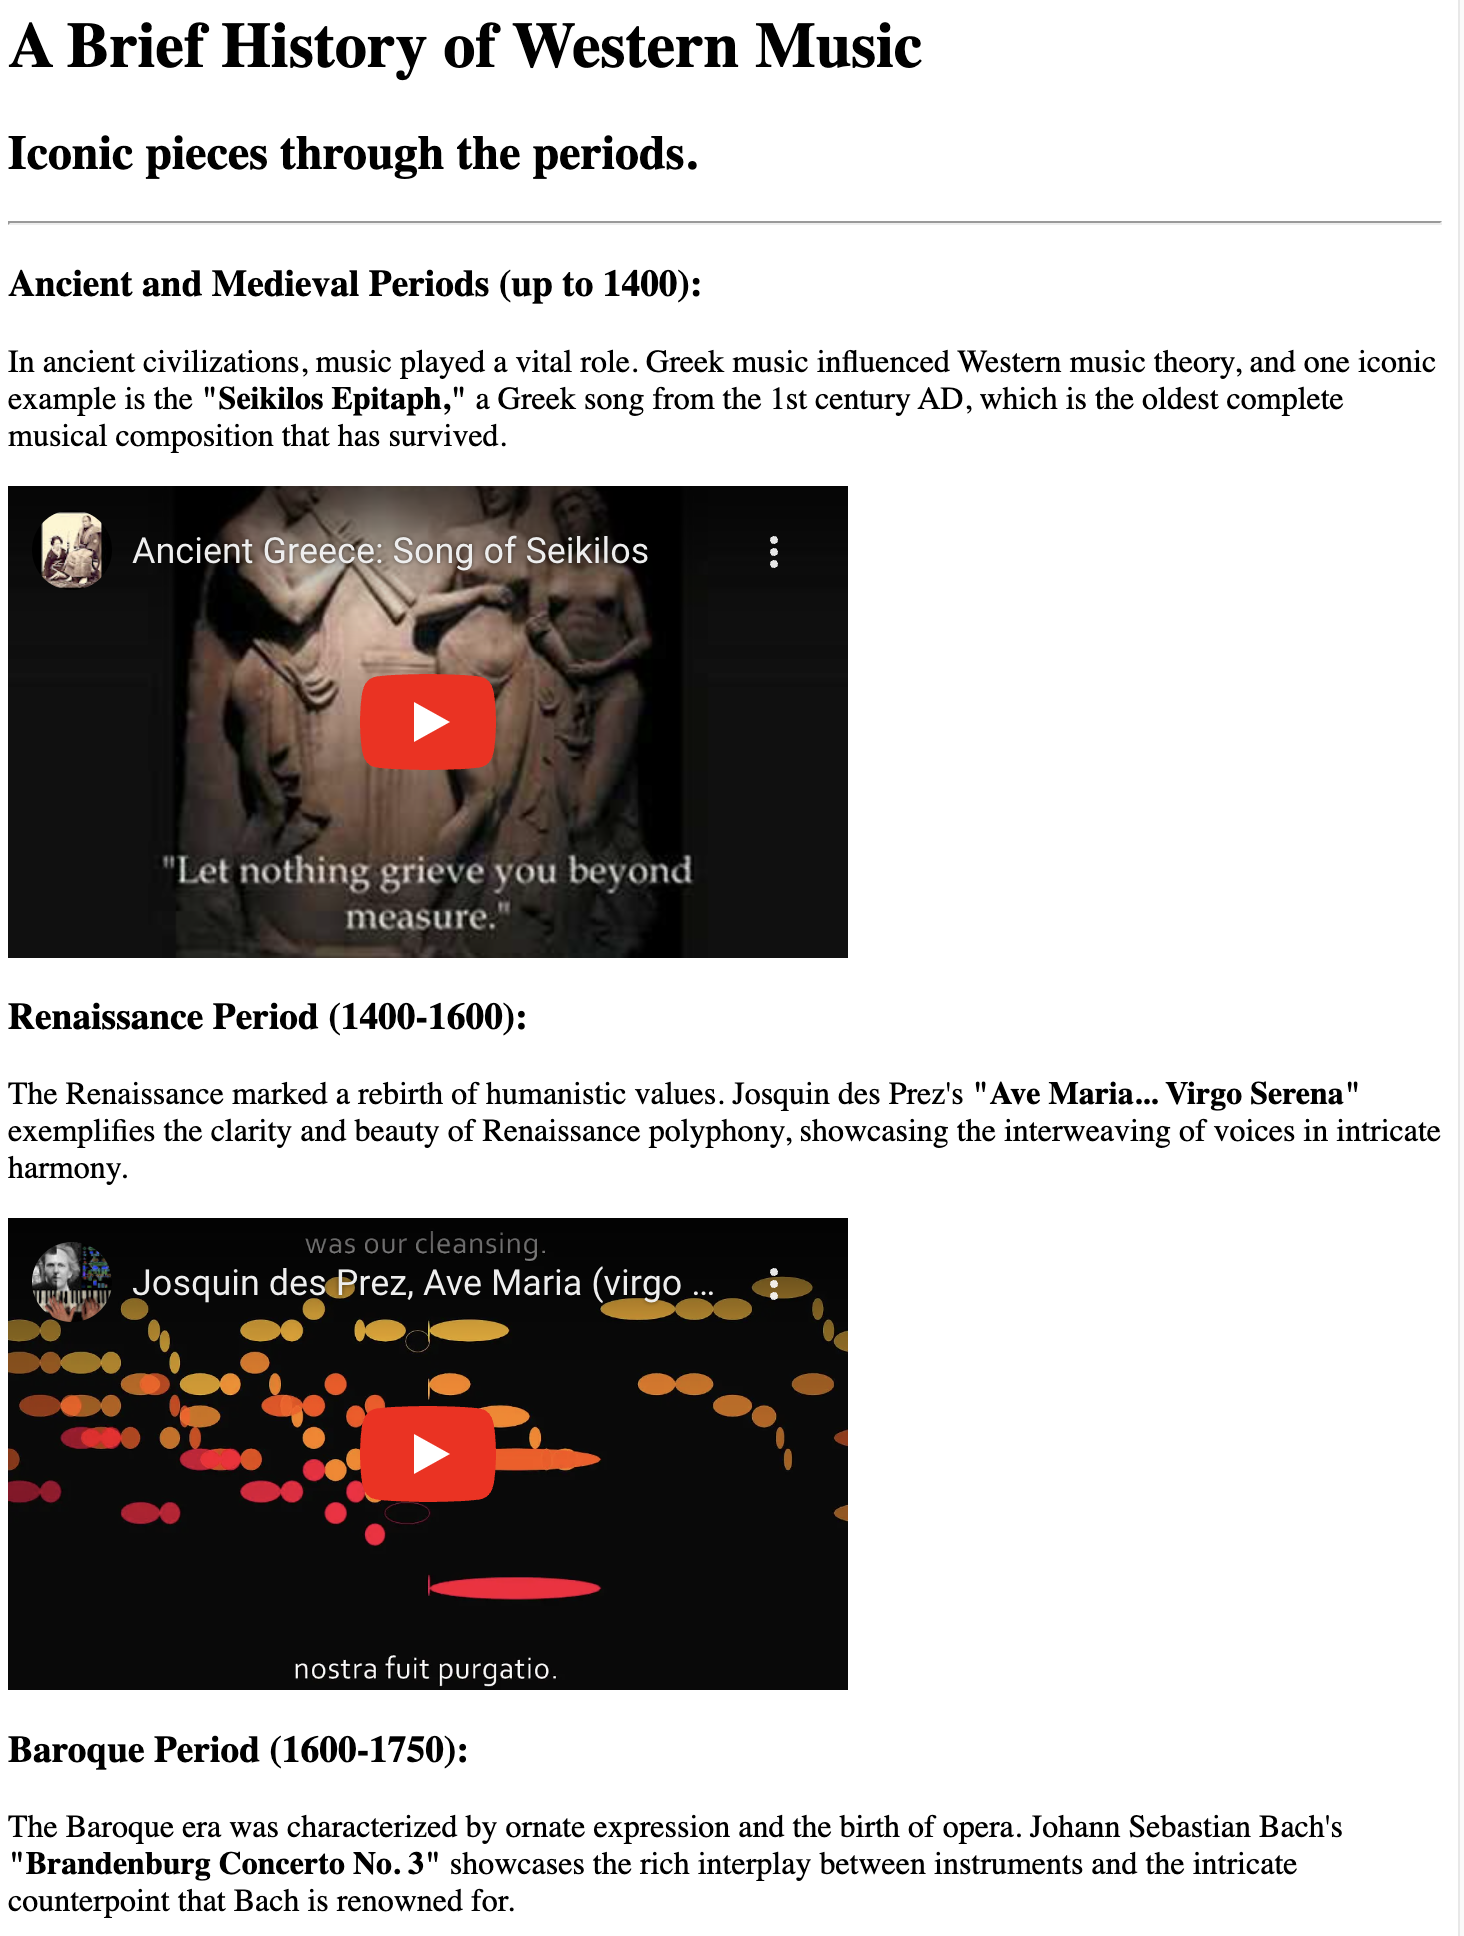 A Brief History of Western Music
Iconic pieces through the periods.
Ancient and Medieval Periods (up to 1400):
In ancient civilizations, music played a vital role. Greek music influenced Western music theory, and one iconic
example is the "Seikilos Epitaph," a Greek song from the 1st century AD, which is the oldest complete
musical composition that has survived.
Ancient Greece: Song of Seikilos
"Let nothing grieve you beyond
measure."
Renaissance Period (1400-1600):
The Renaissance marked a rebirth of humanistic values. Josquin des Prez's "Ave Maria... Virgo Serena"
exemplifies the clarity and beauty of Renaissance polyphony, showcasing the interweaving of voices in intricate
harmony.
was our cleansing.
Josquin des Prez, Ave Maria (virgo ...
nostra fuit purgatio.
Baroque Period (1600-1750):
The Baroque era was characterized by ornate expression and the birth of opera. Johann Sebastian Bach's
"Brandenburg Concerto No. 3" showcases the rich interplay between instruments and the intricate
counterpoint that Bach is renowned for.